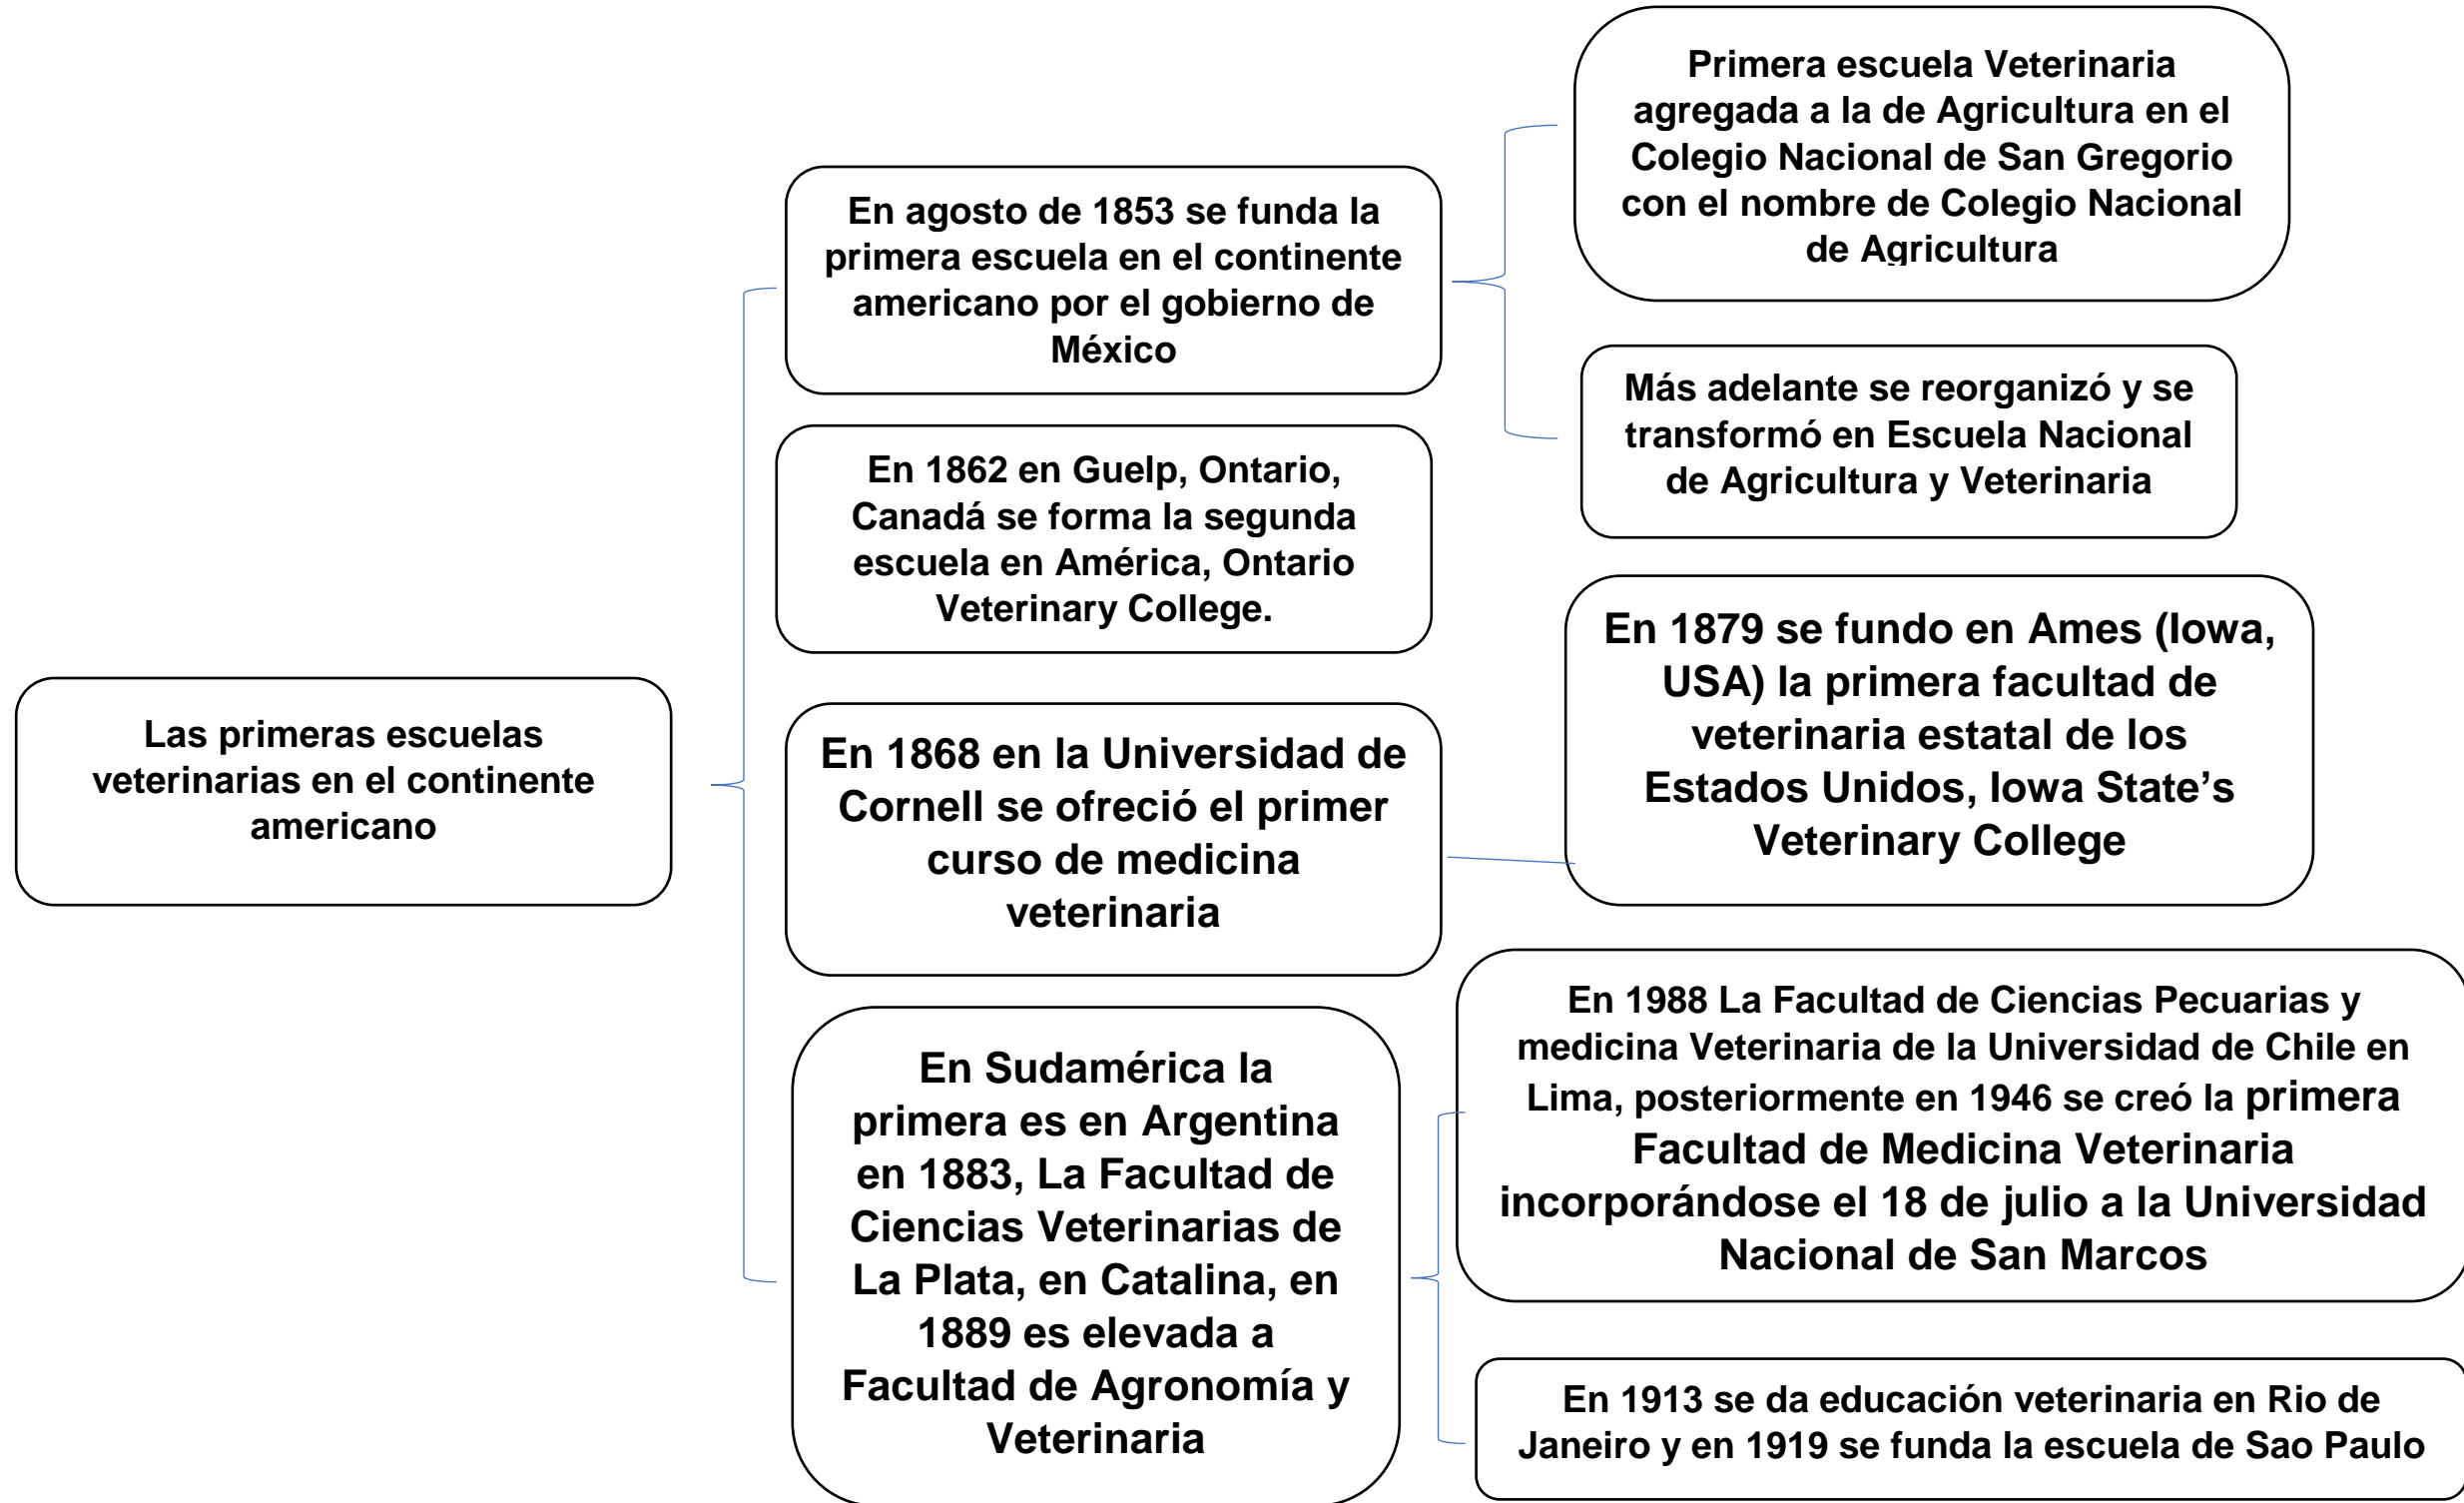 Las primeras escuelas
veterinarias en el continente
americano
En agosto de 1853 se funda la
primera escuela en el continente
americano por el gobierno de
México
Primera escuela Veterinaria
agregada a la de Agricultura en el
Colegio Nacional de San Gregorio
con el nombre de Colegio Nacional
de Agricultura
Más adelante se reorganizó y se
transformó en Escuela Nacional
de Agricultura y Veterinaria
En 1862 en Guelp, Ontario,
Canadá se forma la segunda
escuela en América, Ontario
Veterinary College.
En 1868 en la Universidad de
Cornell se ofreció el primer
curso de medicina
veterinaria
En 1879 se fundo en Ames (Iowa,
USA) la primera facultad de
veterinaria estatal de los
Estados Unidos, Iowa State’s
Veterinary College
En Sudamérica la
primera es en Argentina
en 1883, La Facultad de
Ciencias Veterinarias de
La Plata, en Catalina, en
1889 es elevada a
Facultad de Agronomía y
Veterinaria
En 1988 La Facultad de Ciencias Pecuarias y
medicina Veterinaria de la Universidad de Chile en
Lima, posteriormente en 1946 se creó la primera
Facultad de Medicina Veterinaria
incorporándose el 18 de julio a la Universidad
Nacional de San Marcos
En 1913 se da educación veterinaria en Rio de
Janeiro y en 1919 se funda la escuela de Sao Paulo